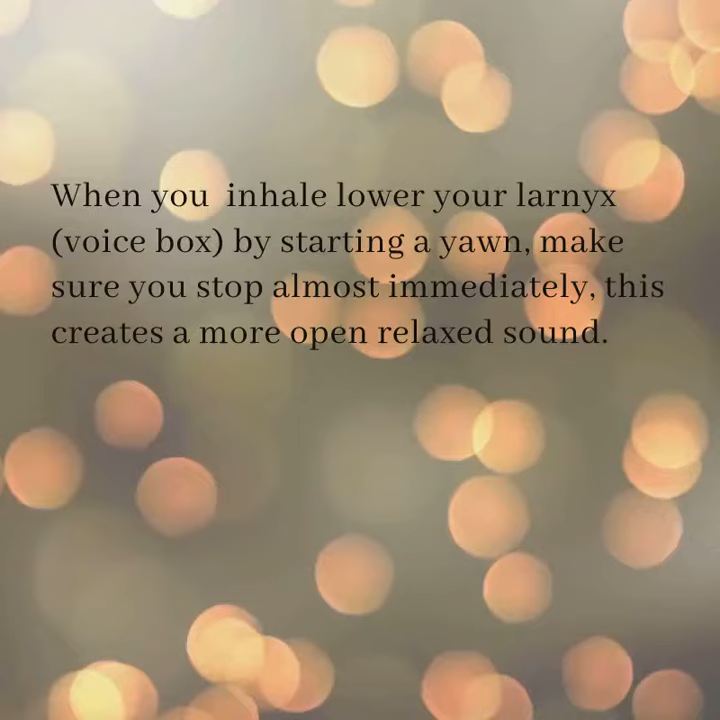 When you  inhale lower your larnyx
(voice box) by starting a yawn, make
sure you stop almost immediately, this
creates a more open relaxed sound.